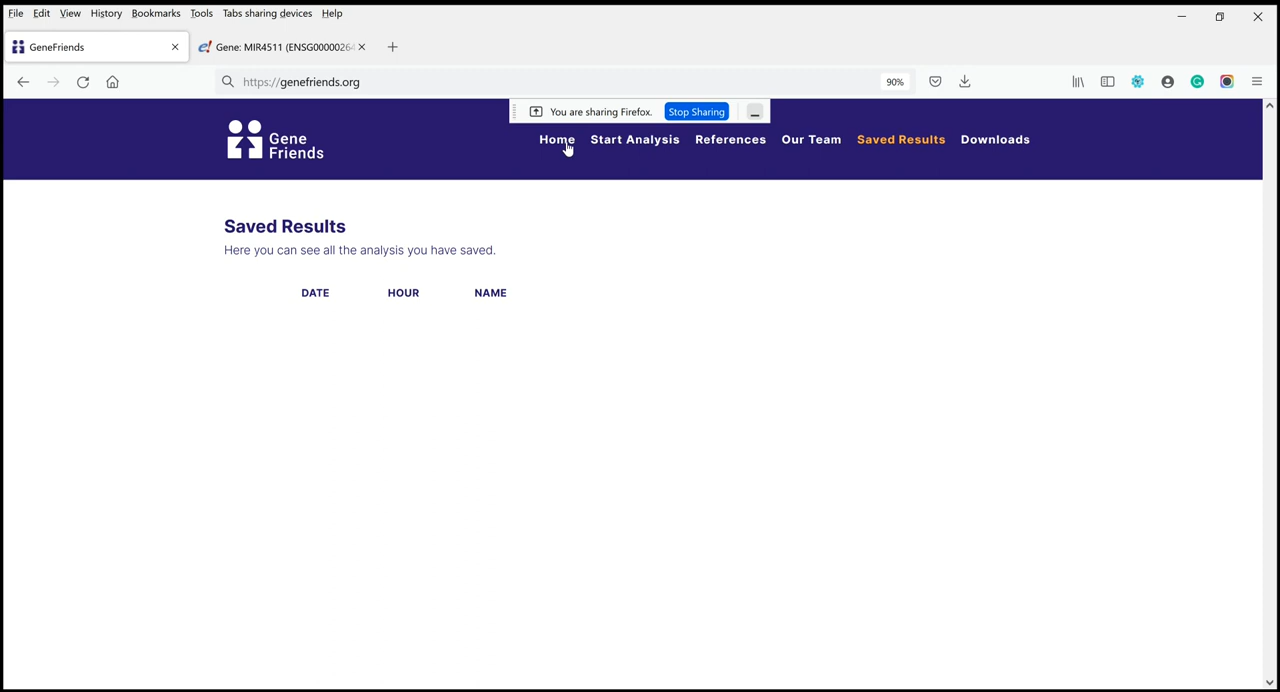 File Edit View History Bookmarks Tools Tabs sharing devices Help
GeneFriends Gene: MIR4511 (ENSG00000264
https://genefriends.org 90%
You are sharing Firefox. Stop Sharing
Gene
Friends
Home Start Analysis References Our Team Saved Results Downloads
Saved Results
Here you can see all the analysis you have saved.
DATE HOUR NAME